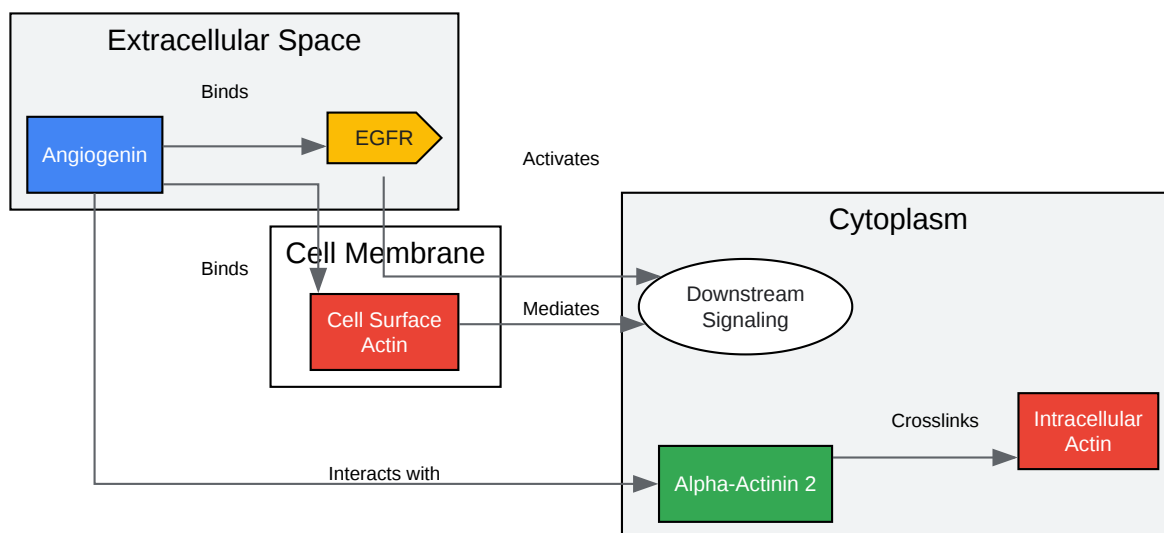 Extracellular Space
Binds
Angiogenin
EGFR
Activates
Cytoplasm
Cell Membrane
Binds
Downstream
Signaling
Mediates
Cell Surface
Actin
Crosslinks
Intracellular
Actin
Interacts with
Alpha-Actinin 2